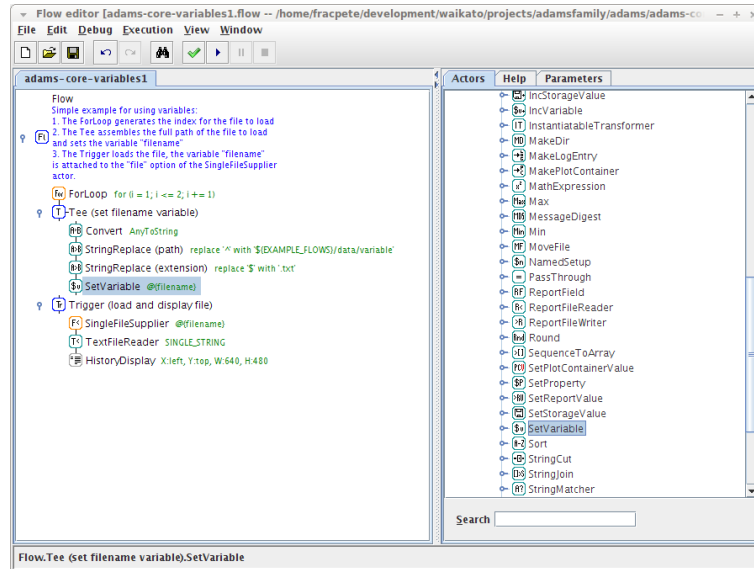 Flow editor [adams-core-variables1.flow -- /home/fracpete/development/waikato/projects/adamsfamily/adams/adams-co
File Edit Debug Execution View Window
adams-core-variables1
Flow
Simple example for using variables:
1. The ForLoop generates the index for the file to load
2. The Tee assembles the full path of the file to load
and sets the variable "filename"
3. The Trigger loads the file, the variable "filename"
is attached to the "file" option of the SingleFileSupplier
actor.
ForLoop for (i = 1; i <= 2; i += 1)
Tee (set filename variable)
Convert AnyToString
StringReplace (path) replace '^' with '${EXAMPLE_FLOWS}/data/variable'
StringReplace (extension) replace '$' with '.txt'
SetVariable @{filename}
Trigger (load and display file)
SingleFileSupplier @{filename}
TextFileReader SINGLE_STRING
HistoryDisplay X:left, Y:top, W:640, H:480
Actors Help Parameters
IncStorageValue
IncVariable
InstantiatableTransformer
MakeDir
MakeLogEntry
MakePlotContainer
MathExpression
Max
MessageDigest
Min
MoveFile
NamedSetup
PassThrough
ReportField
ReportFileReader
ReportFileWriter
Round
SequenceToArray
SetPlotContainerValue
SetProperty
SetReportValue
SetStorageValue
SetVariable
Sort
StringCut
StringJoin
StringMatcher
Search
Flow.Tee (set filename variable).SetVariable